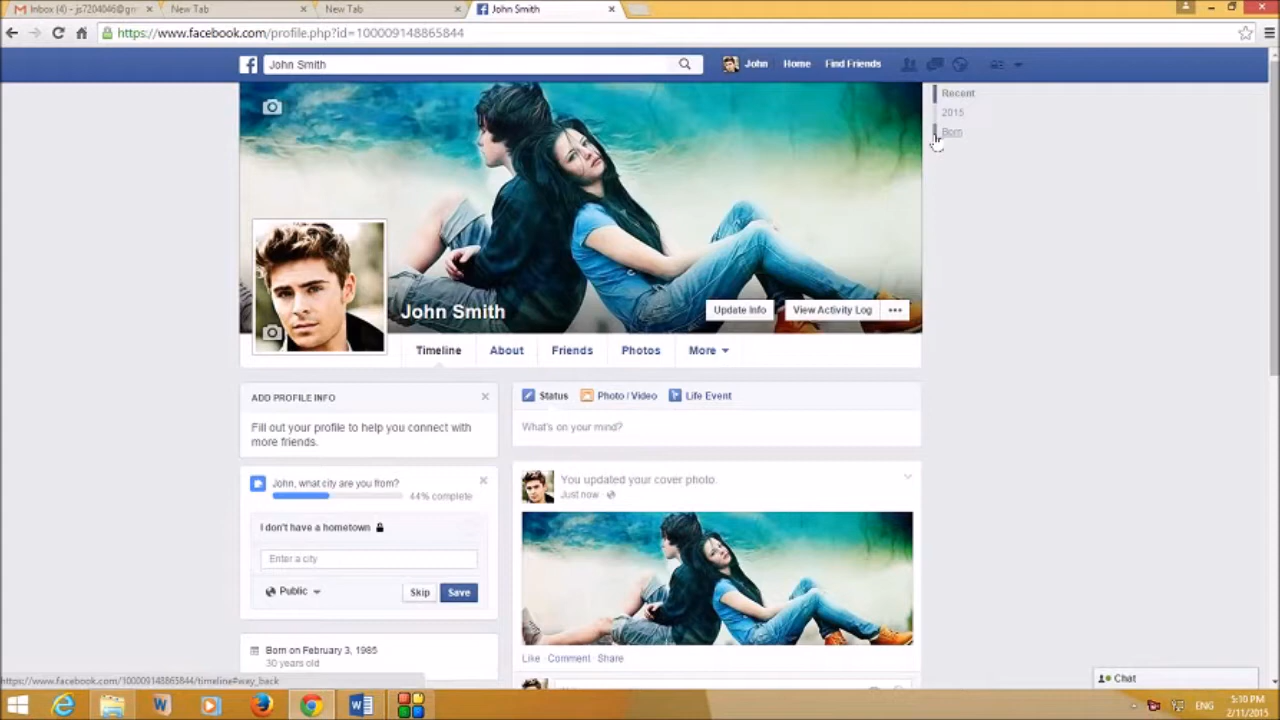 Inbox (4) - js7204046@gm
New Tab
New Tab
John Smith
https://www.facebook.com/profile.php?id=100009148865844
John Smith
John
Home
Find Friends
Recent
2015
Born
John Smith
Update Info
View Activity Log
Timeline
About
Friends
Photos
More
ADD PROFILE INFO
Fill out your profile to help you connect with
more friends.
John, what city are you from?
44% complete
I don't have a hometown
Enter a city
Public
Skip
Save
Born on February 3, 1985
30 years old
Status
Photo / Video
Life Event
What's on your mind?
You updated your cover photo.
Just now
Like Comment Share
https://www.facebook.com/100009148865844/timeline#way_back
Chat
ENG
5:10 PM
2/11/2015